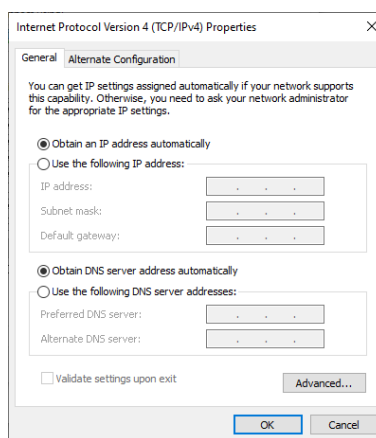 Internet Protocol Version 4 (TCP/IPv4) Properties
General
Alternate Configuration
You can get IP settings assigned automatically if your network supports
this capability. Otherwise, you need to ask your network administrator
for the appropriate IP settings.
Obtain an IP address automatically
Use the following IP address:
IP address:
Subnet mask:
Default gateway:
Obtain DNS server address automatically
Use the following DNS server addresses:
Preferred DNS server:
Alternate DNS server:
Validate settings upon exit
Advanced...
OK
Cancel